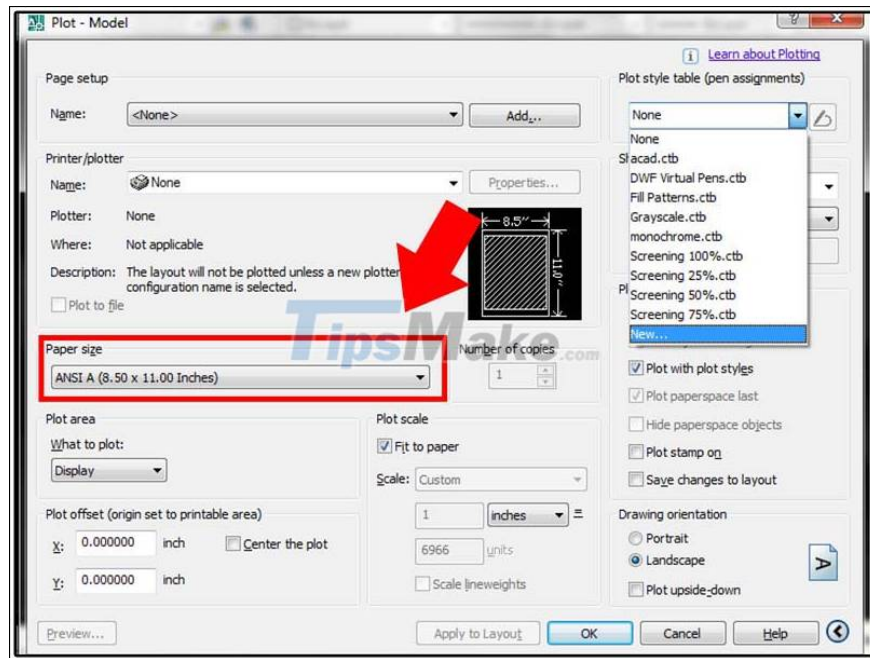 Plot - Model
Learn about Plotting
Page setup
Name:
<None>
Add...
Plot style table (pen assignments)
None
None
acad.ctb
DWF Virtual Pens.ctb
Fill Patterns.ctb
Grayscale.ctb
monochrome.ctb
Screening 100%.ctb
Screening 25%.ctb
Screening 50%.ctb
Screening 75%.ctb
New...
Printer/plotter
Name:
None
Properties...
Plotter:
None
Where:
Not applicable
Description:
The layout will not be plotted unless a new plotter
configuration name is selected.
Plot to file
8.5"
11.0"
TipsMake.com
Paper size
ANSI A (8.50 x 11.00 Inches)
Number of copies
1
Plot area
What to plot:
Display
Plot scale
Fit to paper
Scale:
Custom
1
inches
=
6966
units
Scale lineweights
Plot offset (origin set to printable area)
X:
0.000000
inch
Center the plot
Y:
0.000000
inch
Sh
Pl
Plot with plot styles
Plot paperspace last
Hide paperspace objects
Plot stamp on
Save changes to layout
Drawing orientation
Portrait
Landscape
Plot upside-down
A
Preview...
Apply to Layout
OK
Cancel
Help